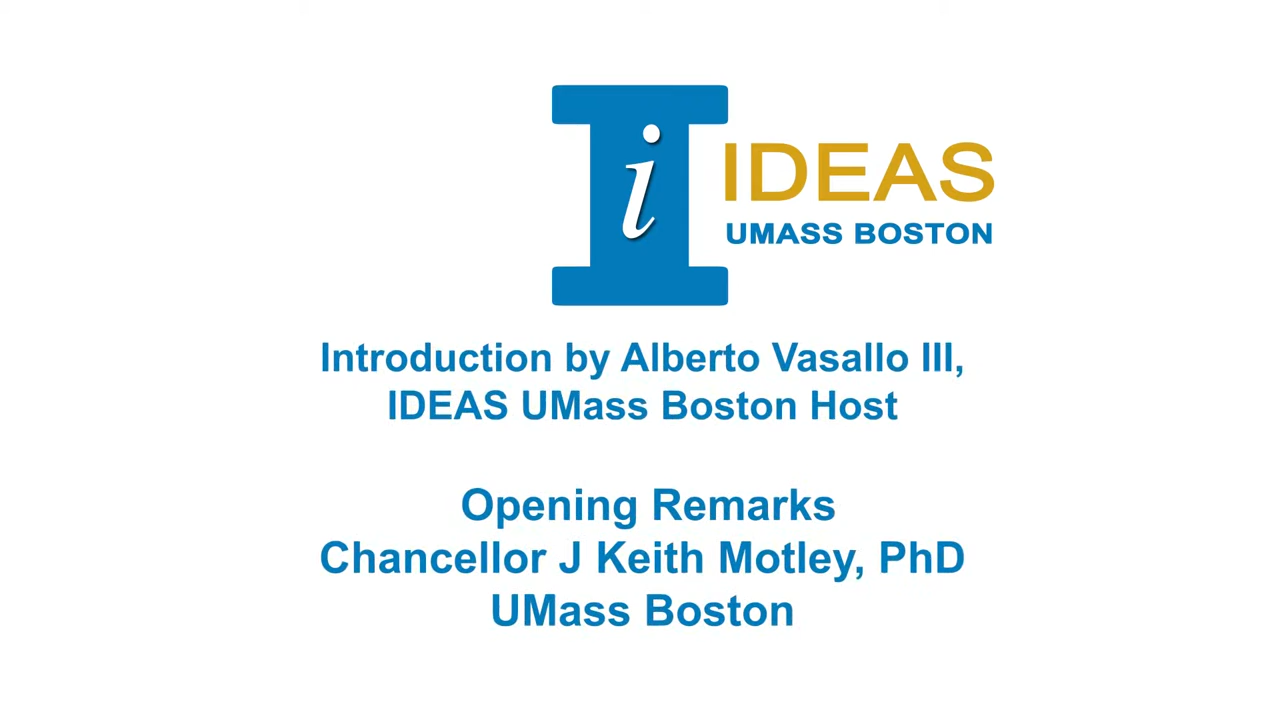 i
IDEAS
UMASS BOSTON
Introduction by Alberto Vasallo III,
IDEAS UMass Boston Host
Opening Remarks
Chancellor J Keith Motley, PhD
UMass Boston